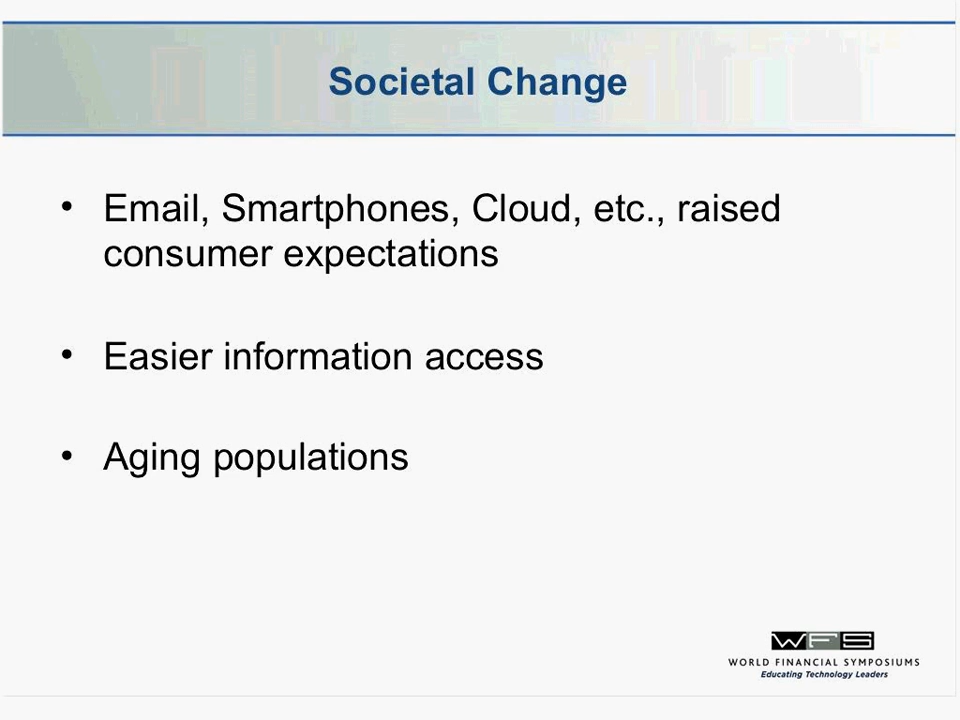 Societal Change
• Email, Smartphones, Cloud, etc., raised
consumer expectations
• Easier information access
• Aging populations
WFS
WORLD FINANCIAL SYMPOSIUMS
Educating Technology Leaders